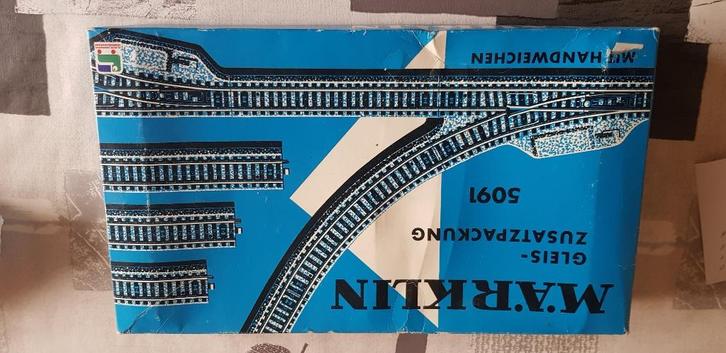 MÄRKLIN
GLEIS-
ZUSATZPACKUNG
5091
MIT HANDWEICHEN